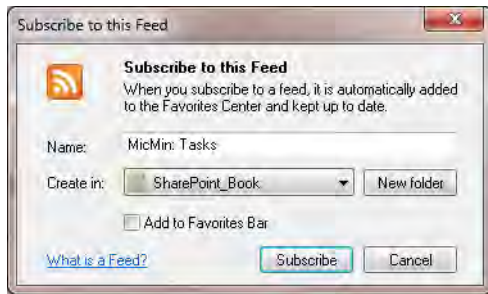 Subscribe to this Feed
Subscribe to this Feed
When you subscribe to a feed, it is automatically added
to the Favorites Center and kept up to date.
Name: MicMin: Tasks
Create in: SharePoint_Book New folder
Add to Favorites Bar
What is a Feed? Subscribe Cancel